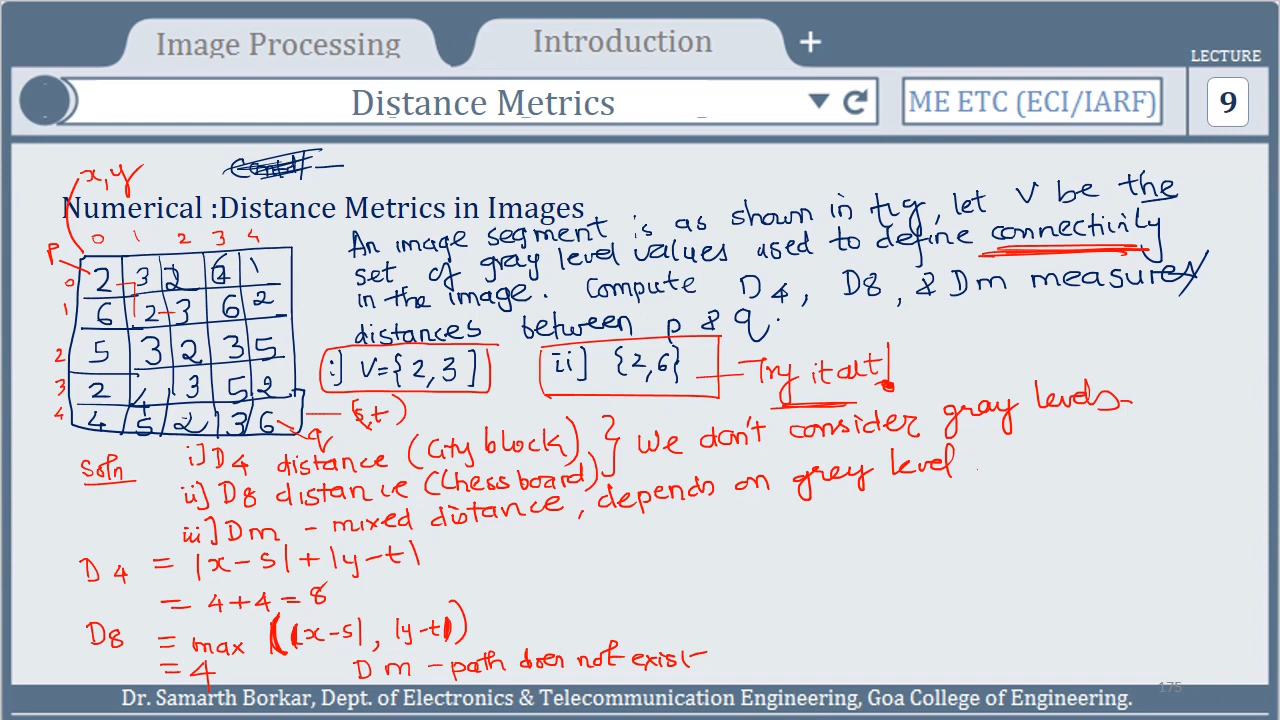 Image Processing
Introduction
+
LECTURE
Distance Metrics
ME ETC (ECI/IARF)
9
x, y
Numerical :Distance Metrics in Images
An image segment is as shown in fig, let V be the
set of gray level values used to define connectivity
in the image. Compute D4, D8, & Dm measures
distances between p & q.
0 1 2 3 4
p
0 2 3 2 1
1 6 2 3 6 2
2 5 3 2 3 5
3 2 4 3 5 2
4 4 5 2 3 6
q
(s,t)
i] V={2,3]
ii] {2,6}
Try it out!
Soln
i] D4 distance (City block)
ii] D8 distance (Chess board)
} We don't consider gray levels-
iii] Dm - mixed distance, depends on grey level
D4 = |x-s|+|y-t|
= 4+4=8
D8 = max ((x-s|, |y-t|)
= 4
Dm - path does not exist-
175
Dr. Samarth Borkar, Dept. of Electronics & Telecommunication Engineering, Goa College of Engineering.